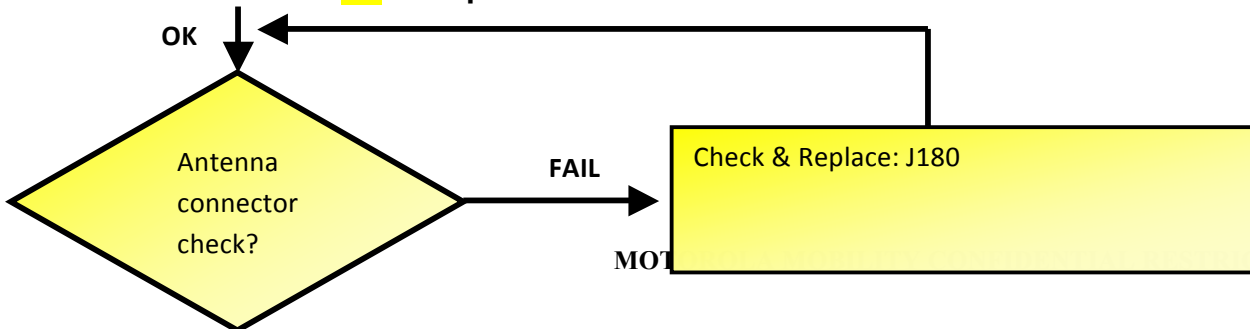 OK
Antenna
connector
check?
FAIL
Check & Replace: J180